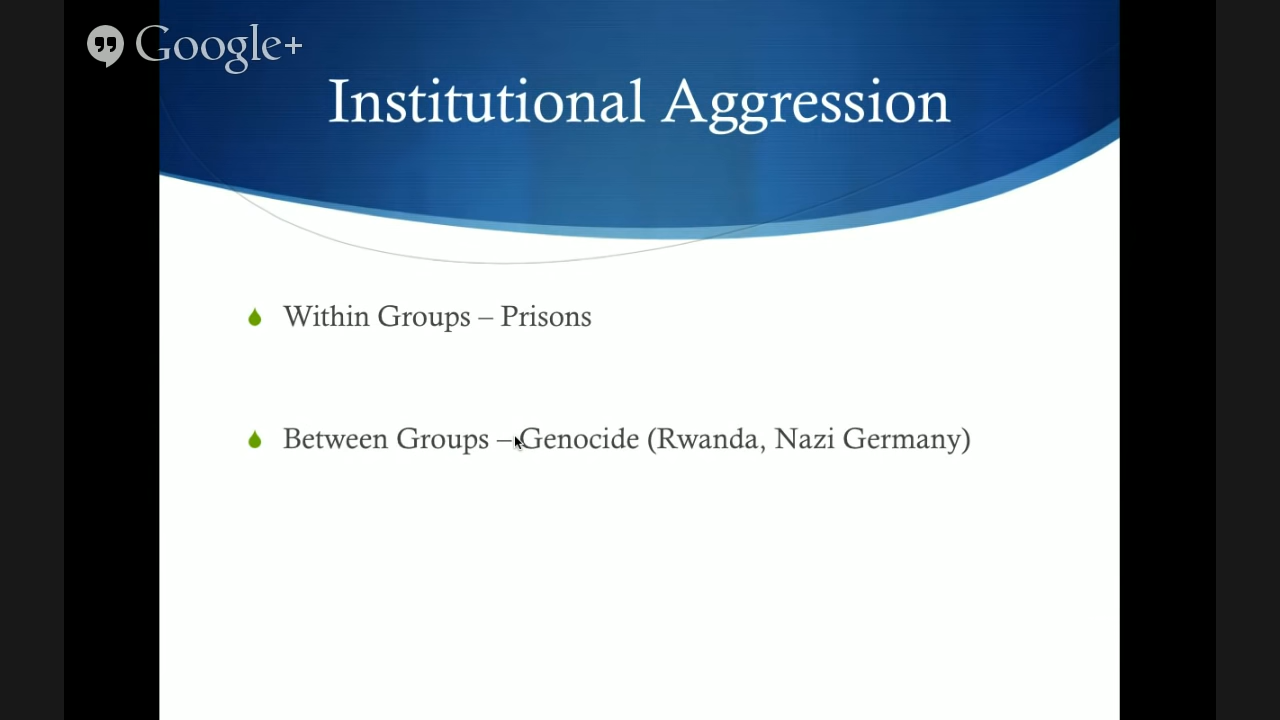 Google+
Institutional Aggression
Within Groups – Prisons
Between Groups – Genocide (Rwanda, Nazi Germany)